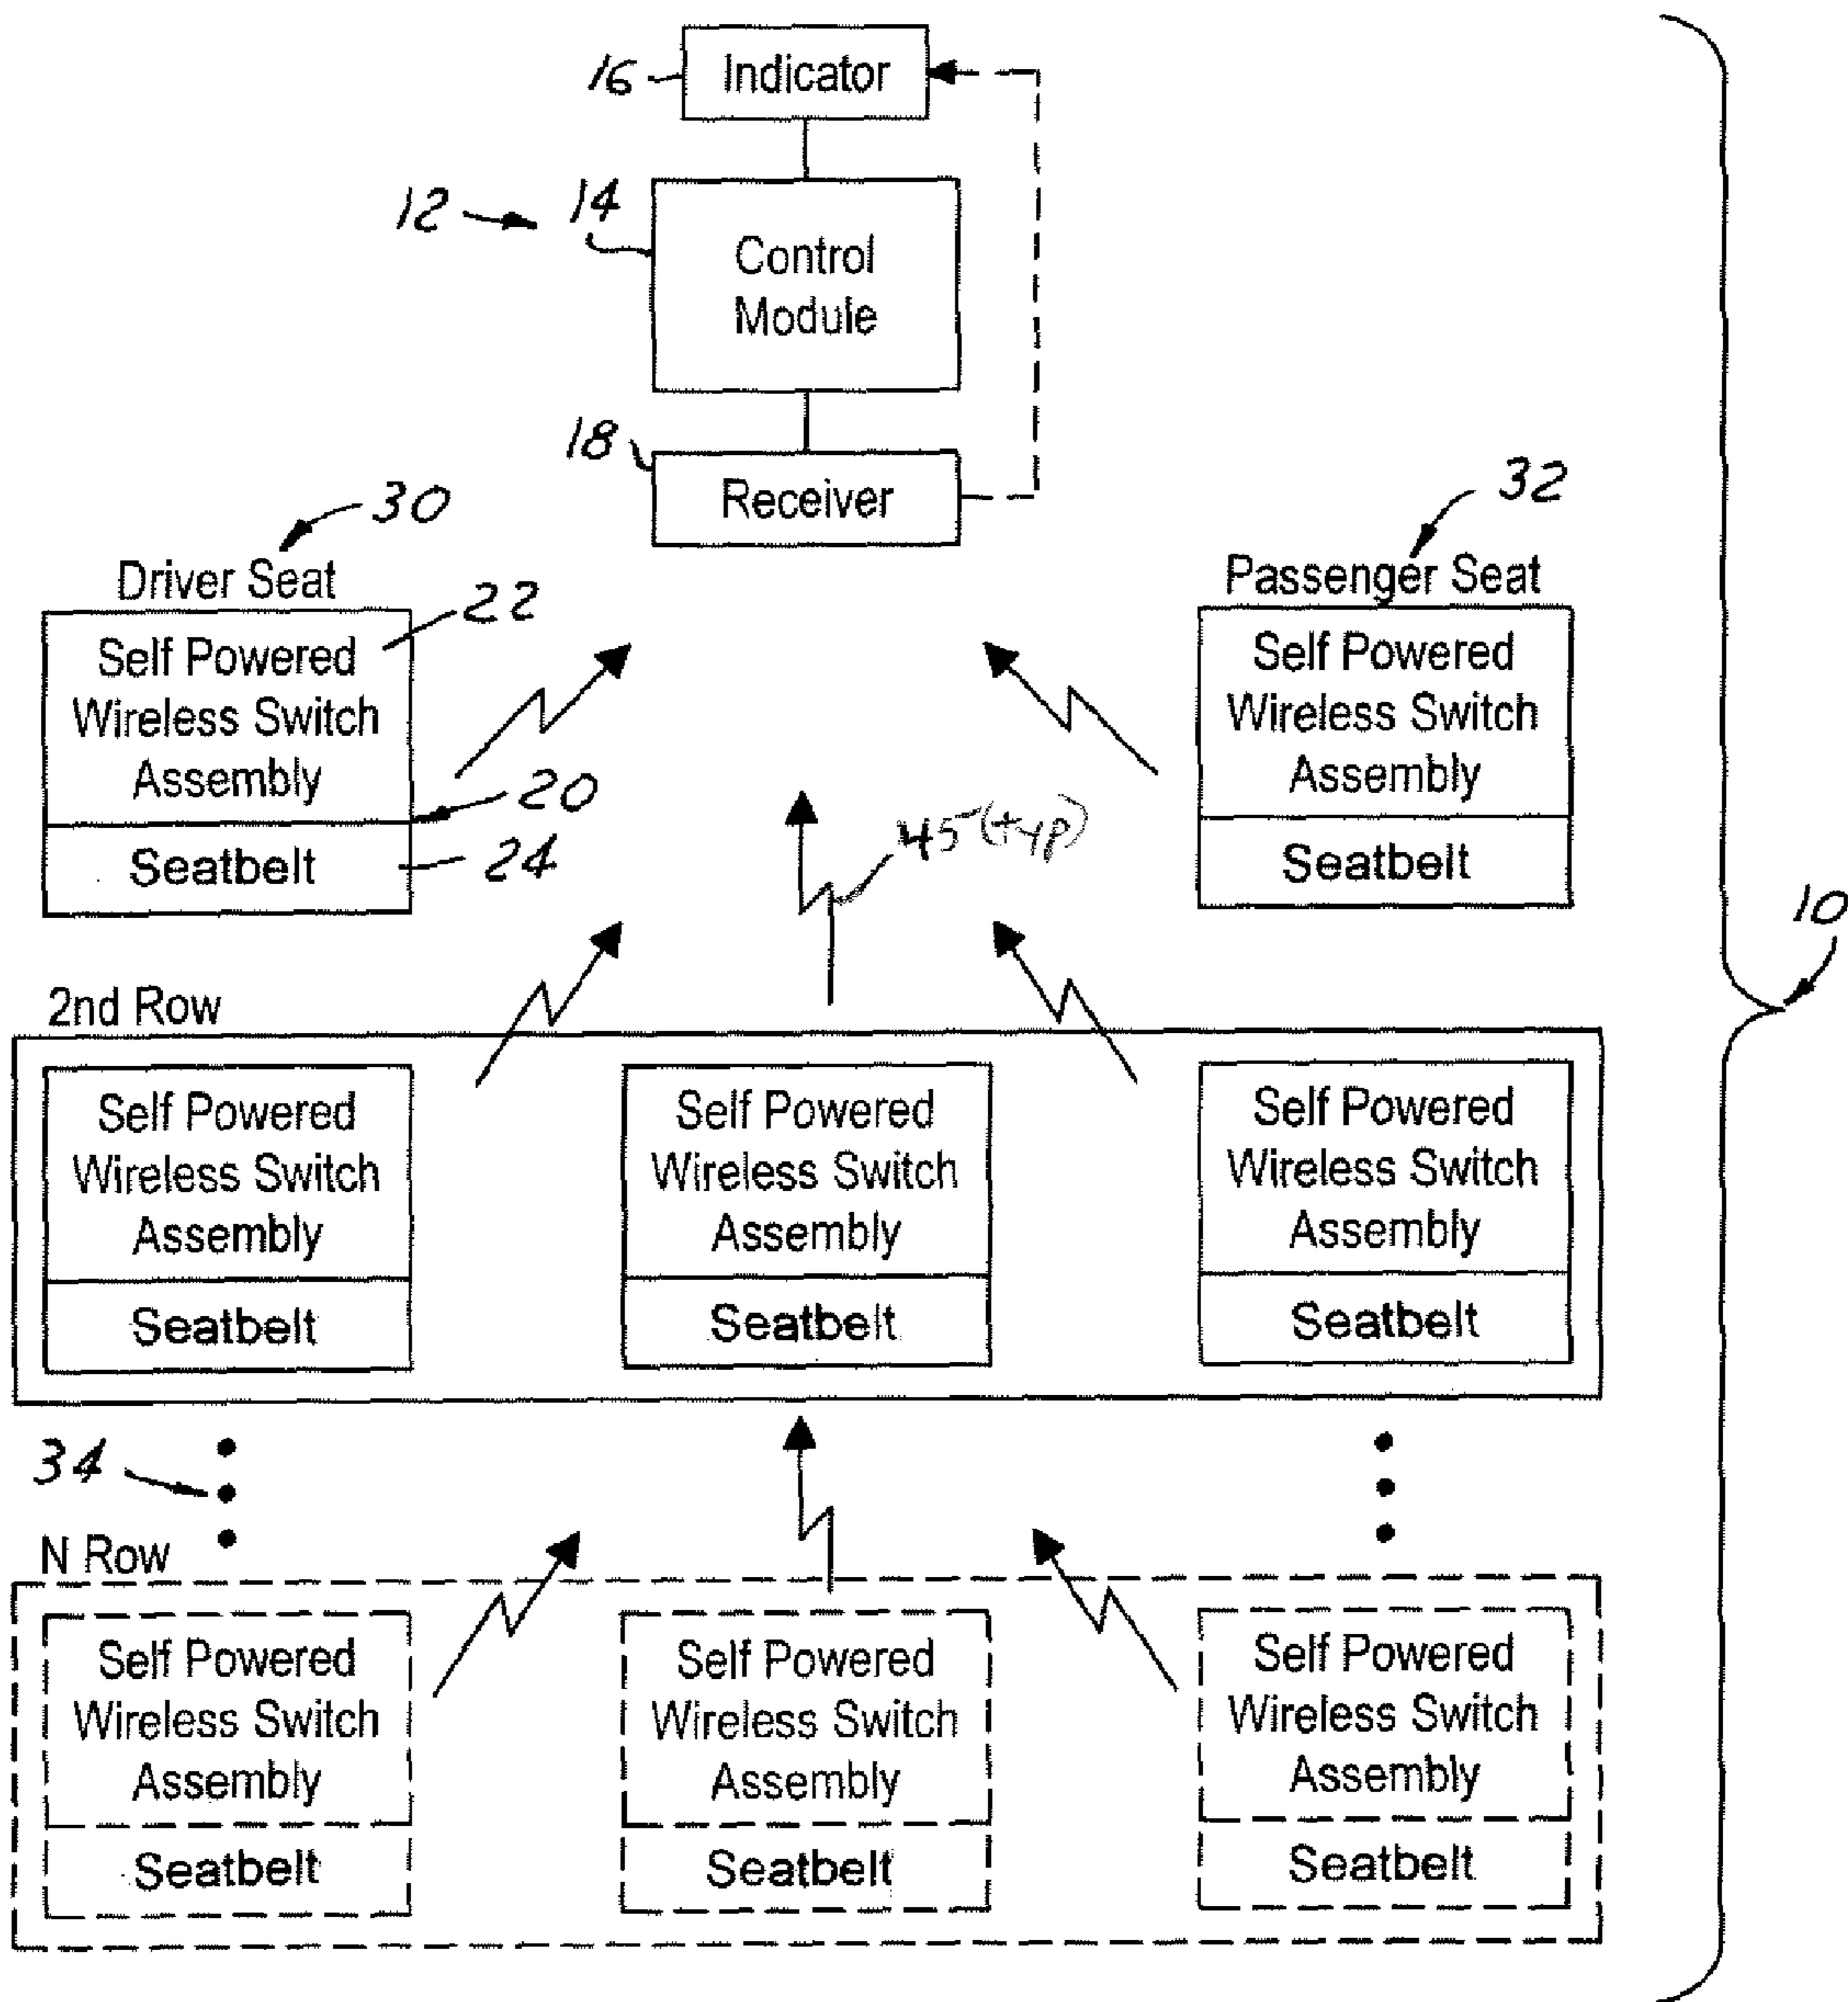 16
Indicator
12
14
Control
Module
18
Receiver
30
32
Driver Seat
Passenger Seat
22
Self Powered
Wireless Switch
Assembly
Self Powered
Wireless Switch
Assembly
20
45 (typ)
Seatbelt
24
Seatbelt
10
2nd Row
Self Powered
Wireless Switch
Assembly
Self Powered
Wireless Switch
Assembly
Self Powered
Wireless Switch
Assembly
Seatbelt
Seatbelt
Seatbelt
34
N Row
Self Powered
Wireless Switch
Assembly
Self Powered
Wireless Switch
Assembly
Self Powered
Wireless Switch
Assembly
Seatbelt
Seatbelt
Seatbelt